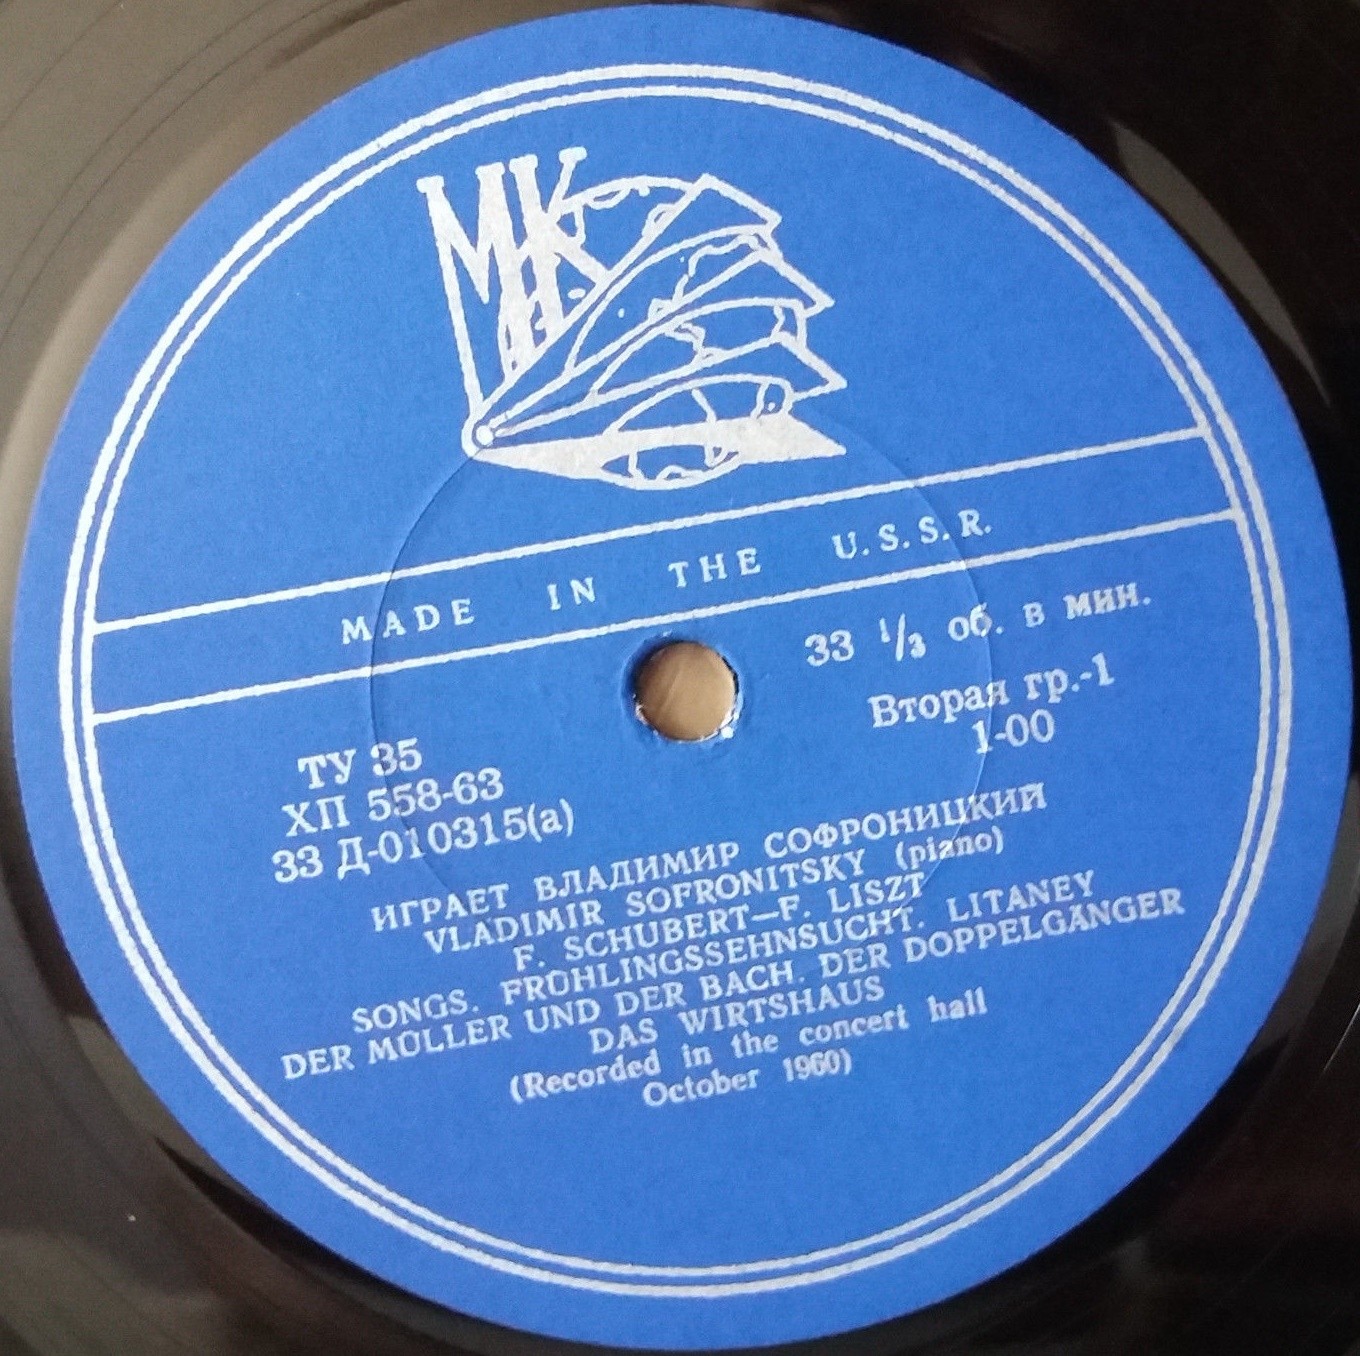 МК
MADE IN THE U.S.S.R.
33 1/3 об. в мин.
Вторая гр.-1
1-00
ТУ 35
ХП 558-63
33 Д-010315(а)
ИГРАЕТ ВЛАДИМИР СОФРОНИЦКИЙ
VLADIMIR SOFRONITSKY (piano)
F. SCHUBERT—F. LISZT
SONGS. FRÜHLINGSSEHNSUCHT. LITANEY
DER MÜLLER UND DER BACH. DER DOPPELGÄNGER
DAS WIRTSHAUS
(Recorded in the concert hall
October 1960)